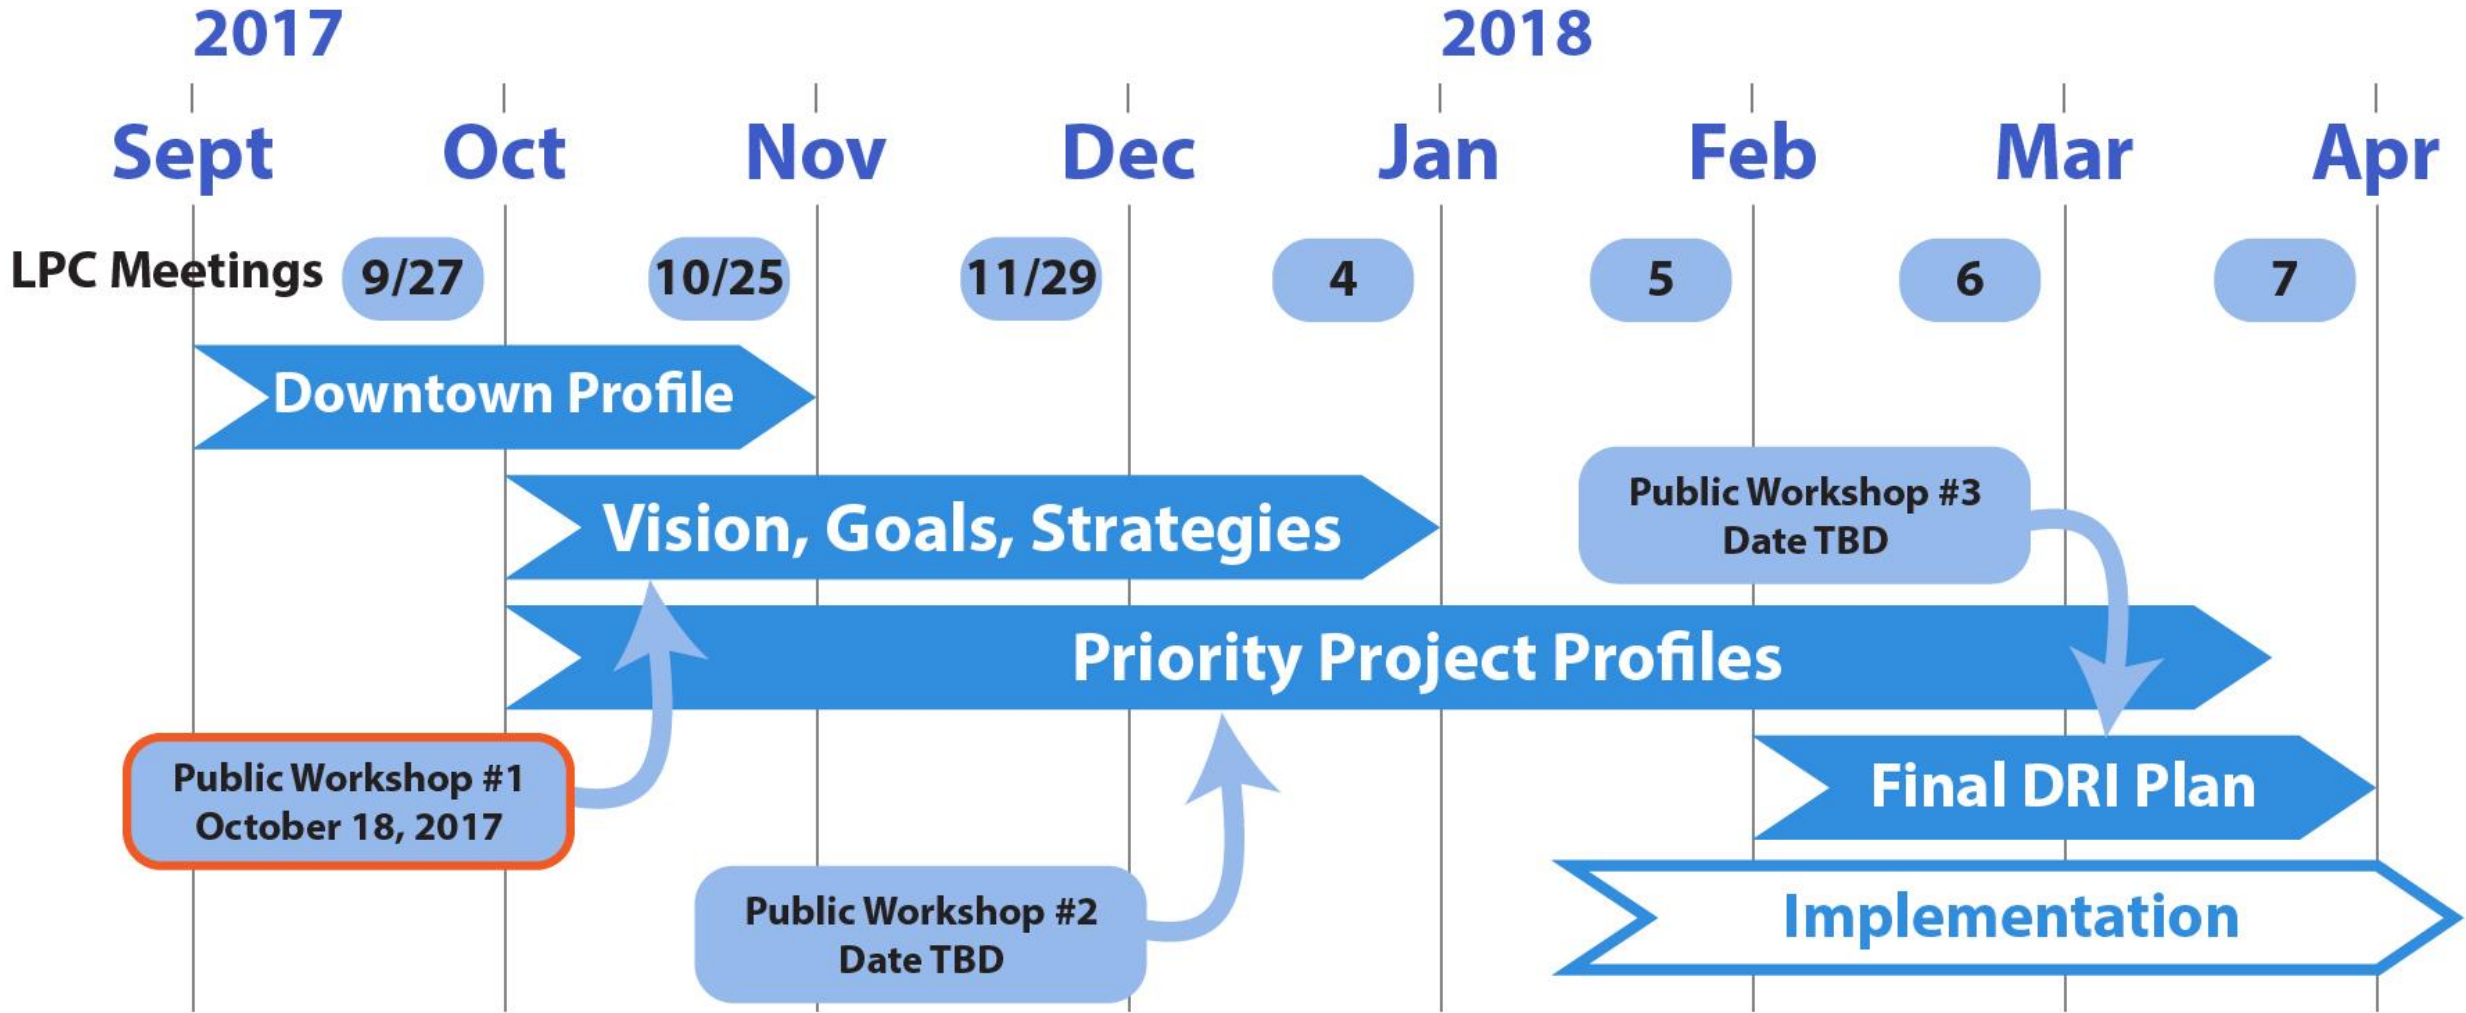 2017 2018
Sept Oct Nov Dec Jan Feb Mar Apr
LPC Meetings 9/27 10/25 11/29 4 5 6 7
Downtown Profile
Vision, Goals, Strategies
Public Workshop #3
Date TBD
Priority Project Profiles
Public Workshop #1
October 18, 2017
Final DRI Plan
Public Workshop #2
Date TBD
Implementation